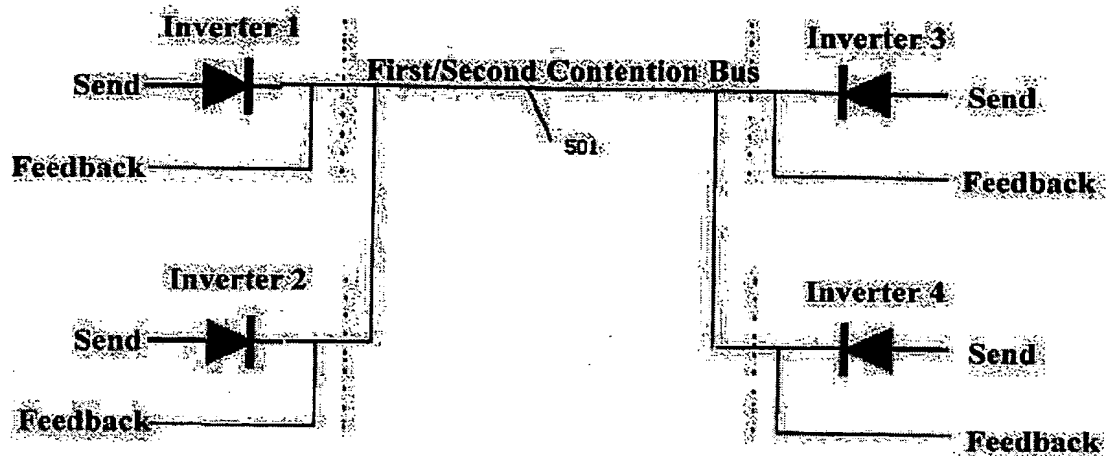 Inverter 1
Inverter 3
Send
First/Second Contention Bus
Send
501
Feedback
Feedback
Inverter 2
Inverter 4
Send
Send
Feedback
Feedback